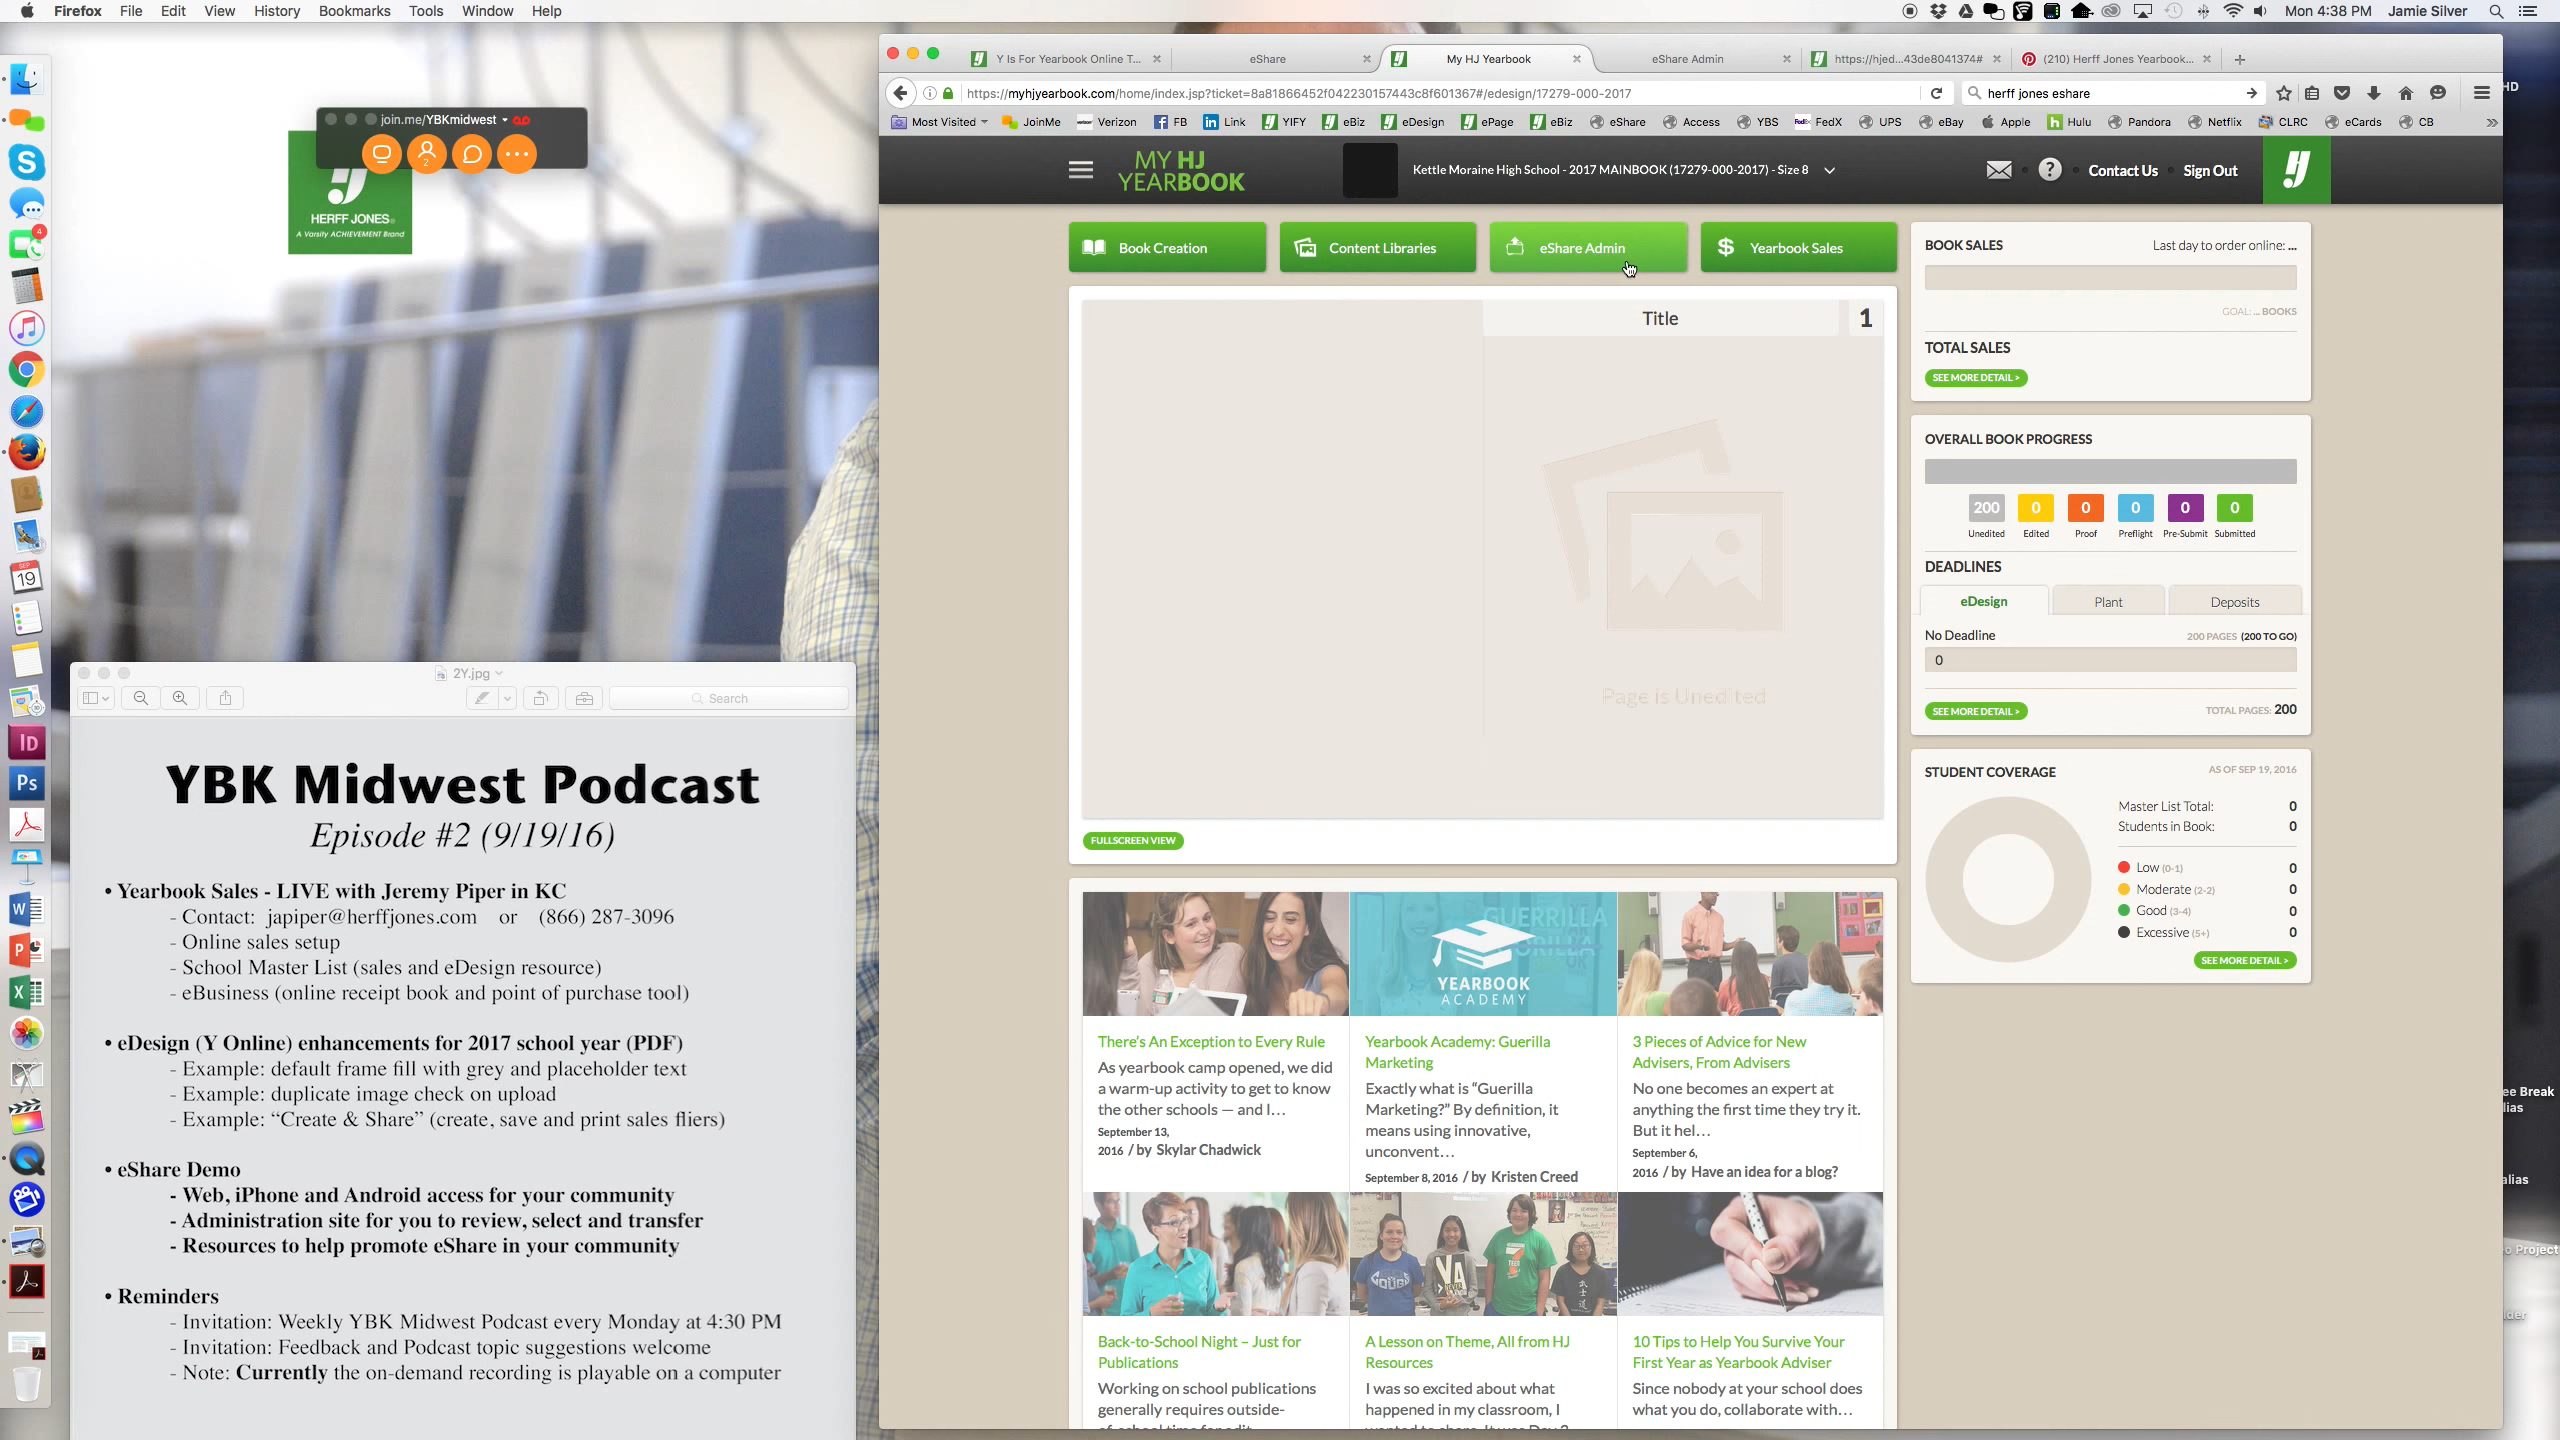 Firefox File Edit View History Bookmarks Tools Window Help
Mon 4:38 PM Jamie Silver
join.me/YBKmidwest
2
HERFF JONES
A Varsity ACHIEVEMENT Brand
4
SEP
19
Id
Ps
2Y.jpg
Search
YBK Midwest Podcast
Episode #2 (9/19/16)
• Yearbook Sales - LIVE with Jeremy Piper in KC
- Contact: japiper@herffjones.com or (866) 287-3096
- Online sales setup
- School Master List (sales and eDesign resource)
- eBusiness (online receipt book and point of purchase tool)
• eDesign (Y Online) enhancements for 2017 school year (PDF)
- Example: default frame fill with grey and placeholder text
- Example: duplicate image check on upload
- Example: “Create & Share” (create, save and print sales fliers)
• eShare Demo
- Web, iPhone and Android access for your community
- Administration site for you to review, select and transfer
- Resources to help promote eShare in your community
• Reminders
- Invitation: Weekly YBK Midwest Podcast every Monday at 4:30 PM
- Invitation: Feedback and Podcast topic suggestions welcome
- Note: Currently the on-demand recording is playable on a computer
Y Is For Yearbook Online T... eShare My HJ Yearbook eShare Admin https://hjed...43de8041374# (210) Herff Jones Yearbook...
https://myhjyearbook.com/home/index.jsp?ticket=8a81866452f042230157443c8f601367#/edesign/17279-000-2017
herff jones eshare
Most Visited JoinMe Verizon FB Link YIFY eBiz eDesign ePage eBiz eShare Access YBS FedX UPS eBay Apple Hulu Pandora Netflix CLRC eCards CB
MY HJ
YEARBOOK
Kettle Moraine High School - 2017 MAINBOOK (17279-000-2017) - Size 8
Contact Us Sign Out
Book Creation Content Libraries eShare Admin Yearbook Sales
Title 1
Page is Unedited
FULLSCREEN VIEW
BOOK SALES Last day to order online: ...
GOAL: ... BOOKS
TOTAL SALES
SEE MORE DETAIL >
OVERALL BOOK PROGRESS
200 0 0 0 0 0
Unedited Edited Proof Preflight Pre-Submit Submitted
DEADLINES
eDesign Plant Deposits
No Deadline 200 PAGES (200 TO GO)
0
SEE MORE DETAIL > TOTAL PAGES: 200
STUDENT COVERAGE AS OF SEP 19, 2016
Master List Total: 0
Students in Book: 0
Low (0-1) 0
Moderate (2-2) 0
Good (3-4) 0
Excessive (5+) 0
SEE MORE DETAIL >
YEARBOOK
ACADEMY
There's An Exception to Every Rule
As yearbook camp opened, we did
a warm-up activity to get to know
the other schools — and I…
September 13,
2016 / by Skylar Chadwick
Yearbook Academy: Guerilla
Marketing
Exactly what is “Guerilla
Marketing?” By definition, it
means using innovative,
unconvent…
September 8, 2016 / by Kristen Creed
3 Pieces of Advice for New
Advisers, From Advisers
No one becomes an expert at
anything the first time they try it.
But it hel…
September 6,
2016 / by Have an idea for a blog?
Back-to-School Night – Just for
Publications
Working on school publications
generally requires outside-
A Lesson on Theme, All from HJ
Resources
I was so excited about what
happened in my classroom, I
10 Tips to Help You Survive Your
First Year as Yearbook Adviser
Since nobody at your school does
what you do, collaborate with…
HD
ee Break
lias
alias
o Project